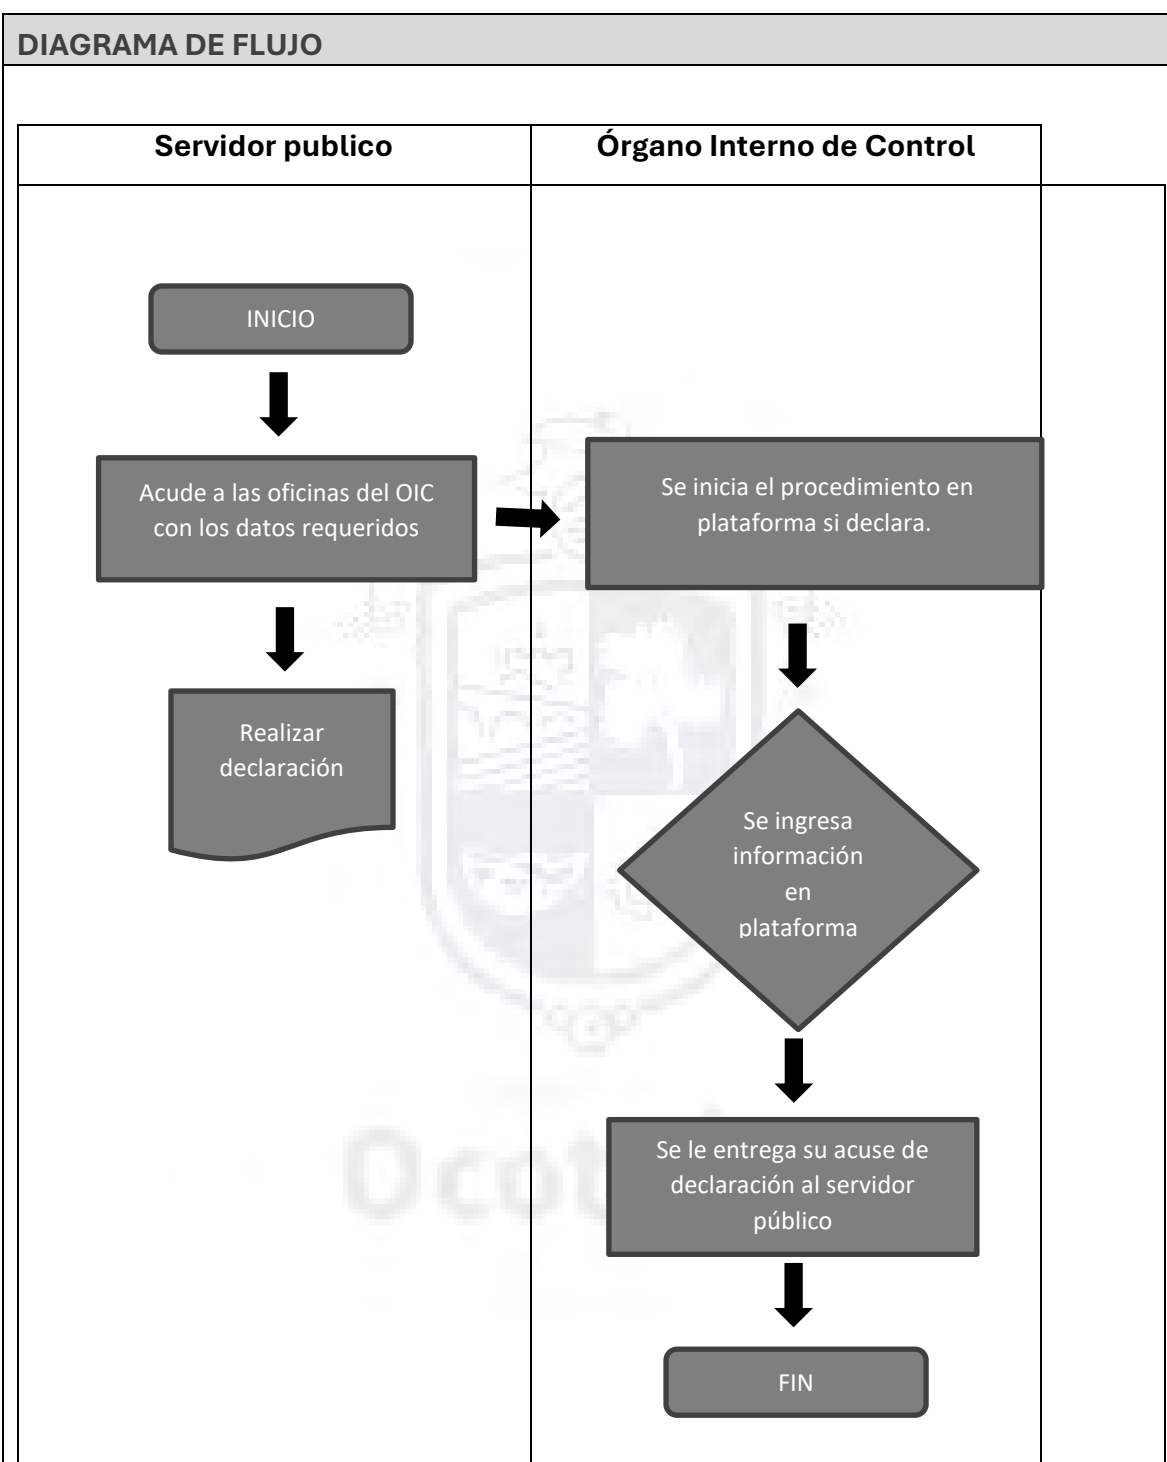 DIAGRAMA DE FLUJO
Servidor publico
Órgano Interno de Control
INICIO
Acude a las oficinas del OIC
con los datos requeridos
Se inicia el procedimiento en
plataforma si declara.
Realizar
declaración
Se ingresa
información
en
plataforma
Se le entrega su acuse de
declaración al servidor
público
FIN